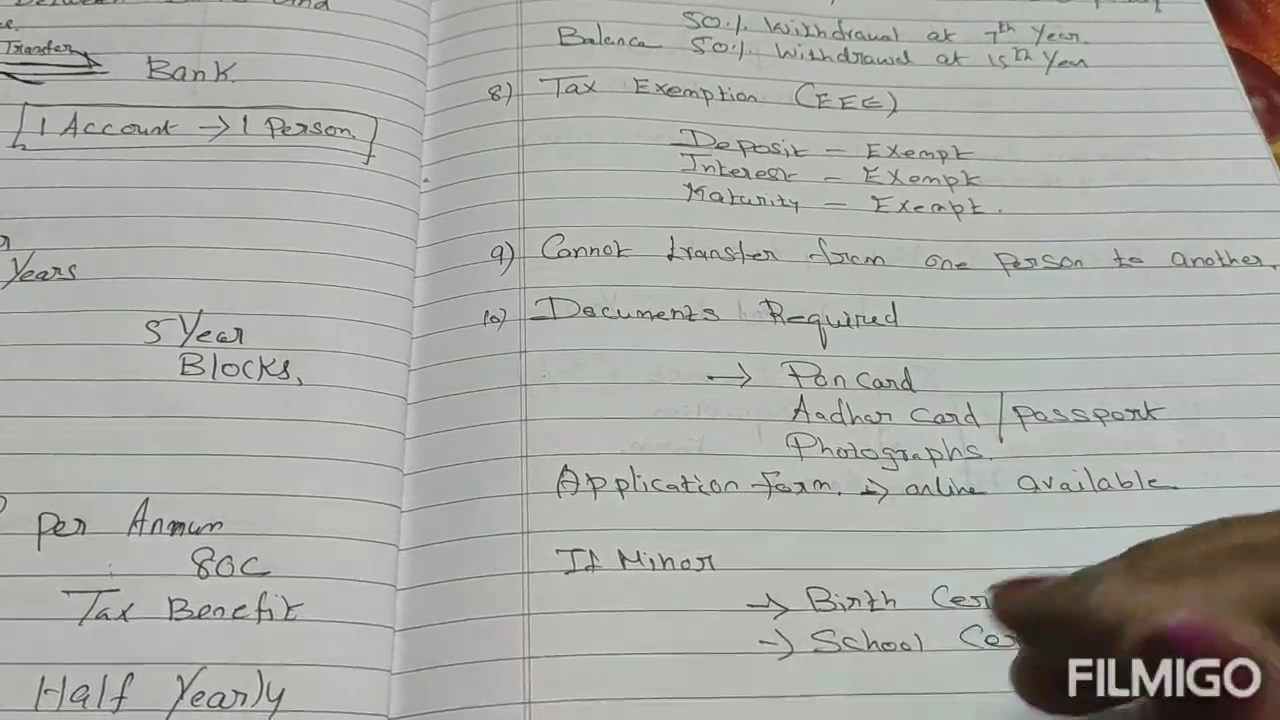 Transfer
Bank
1 Account → 1 Person
Years
5 Year
Blocks,
Per Annum
80C
Tax Benefit
Half Yearly
50% Withdrawal at 7th Year
Balance 50% Withdrawal at 15th Year
8) Tax Exemption (EEE)
Deposit - Exempt
Interest - Exempt
Maturity - Exempt.
9) Cannot transfer from one person to another.
10) Documents Required
→ Pan card
Aadhar card / Passport
Photographs.
Application Form. → online available.
If Minor
→ Birth Cer
→ School Cer
FILMIGO